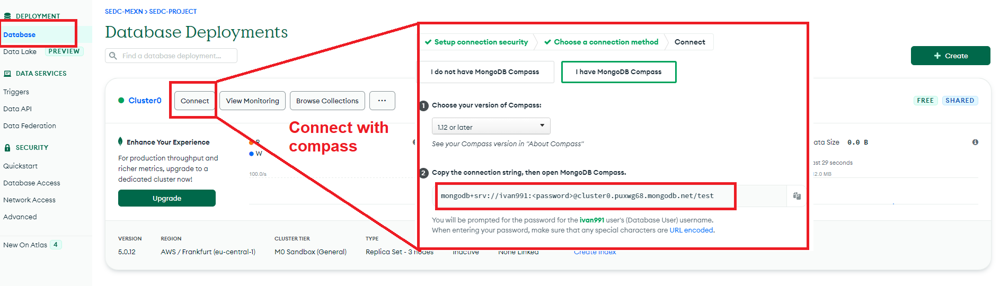 DEPLOYMENT
Database
Data Lake PREVIEW
DATA SERVICES
Triggers
Data API
Data Federation
SECURITY
Quickstart
Database Access
Network Access
Advanced
New On Atlas 4
SEDC-MEXN > SEDC-PROJECT
Database Deployments
Find a database deployment...
+ Create
Cluster0 Connect View Monitoring Browse Collections ...
FREE SHARED
Enhance Your Experience
For production throughput and
richer metrics, upgrade to a
dedicated cluster now!
Upgrade
R
W
100.0/s
Connect with
compass
Setup connection security
Choose a connection method
Connect
I do not have MongoDB Compass
I have MongoDB Compass
1 Choose your version of Compass:
1.12 or later
See your Compass version in "About Compass"
2 Copy the connection string, then open MongoDB Compass.
mongodb+srv://ivan991:<password>@cluster0.puxwg68.mongodb.net/test
You will be prompted for the password for the ivan991 user's (Database User) username.
When entering your password, make sure that any special characters are URL encoded.
ata Size 0.0 B
ast 29 seconds
2.0 MB
VERSION REGION CLUSTER TIER TYPE
5.0.12 AWS / Frankfurt (eu-central-1) M0 Sandbox (General) Replica Set - 3 nodes Inactive None Linked Create Index